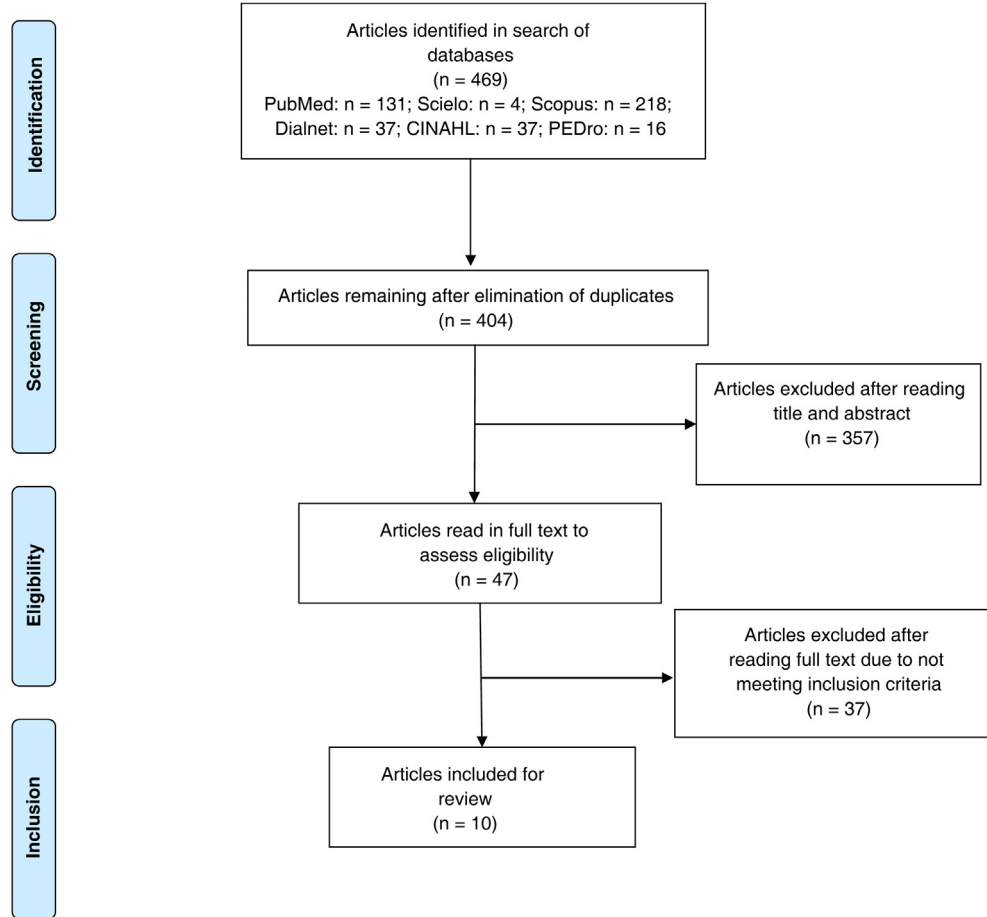 Identification
Articles identified in search of
databases
(n = 469)
PubMed: n = 131; Scielo: n = 4; Scopus: n = 218;
Dialnet: n = 37; CINAHL: n = 37; PEDro: n = 16
Screening
Articles remaining after elimination of duplicates
(n = 404)
Articles excluded after reading
title and abstract
(n = 357)
Eligibility
Articles read in full text to
assess eligibility
(n = 47)
Articles excluded after
reading full text due to not
meeting inclusion criteria
(n = 37)
Inclusion
Articles included for
review
(n = 10)